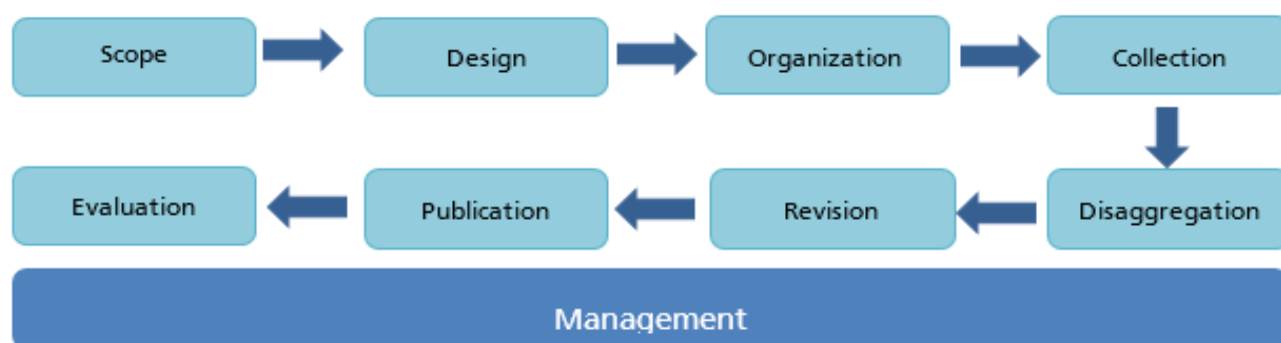 Scope
Design
Organization
Collection
Disaggregation
Revision
Publication
Evaluation
Management